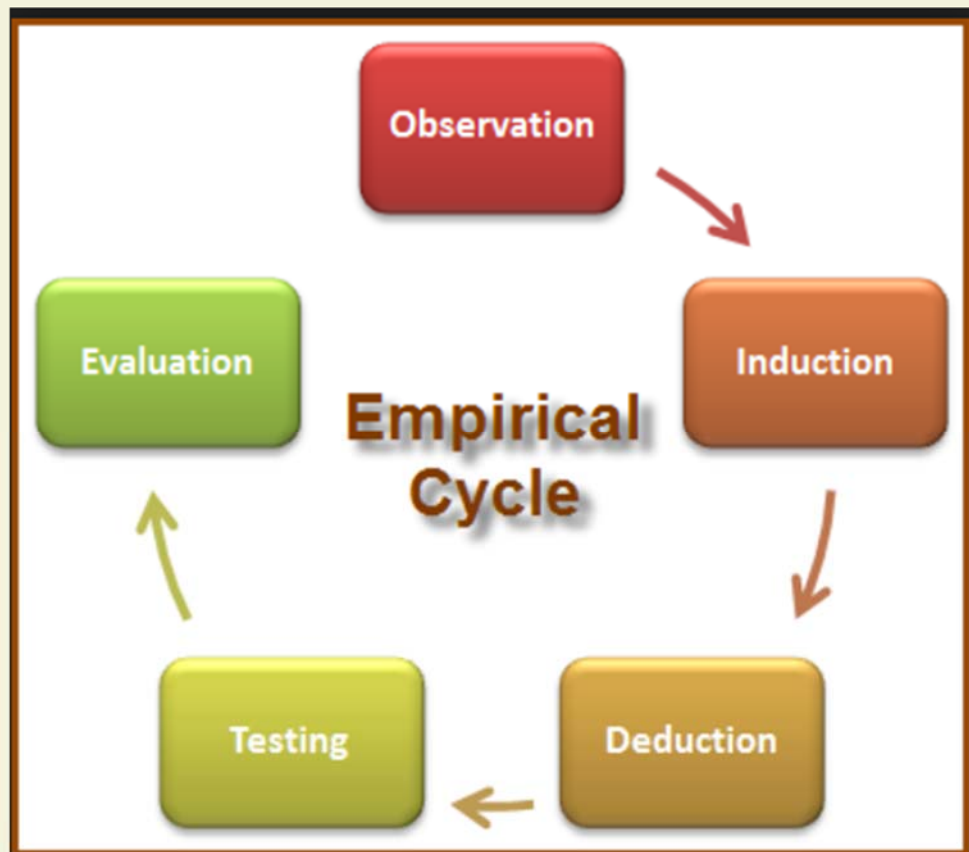 Observation
Induction
Deduction
Testing
Evaluation
Empirical
Cycle